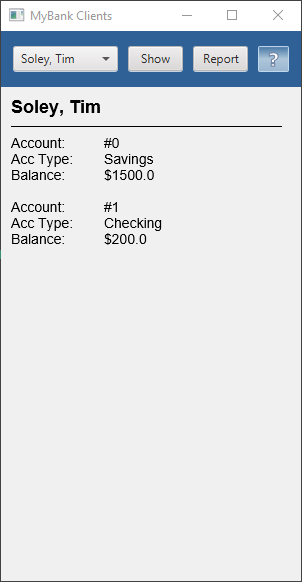 MyBank Clients
Soley, Tim Show Report ?
Soley, Tim
Account: #0
Acc Type: Savings
Balance: $1500.0
Account: #1
Acc Type: Checking
Balance: $200.0